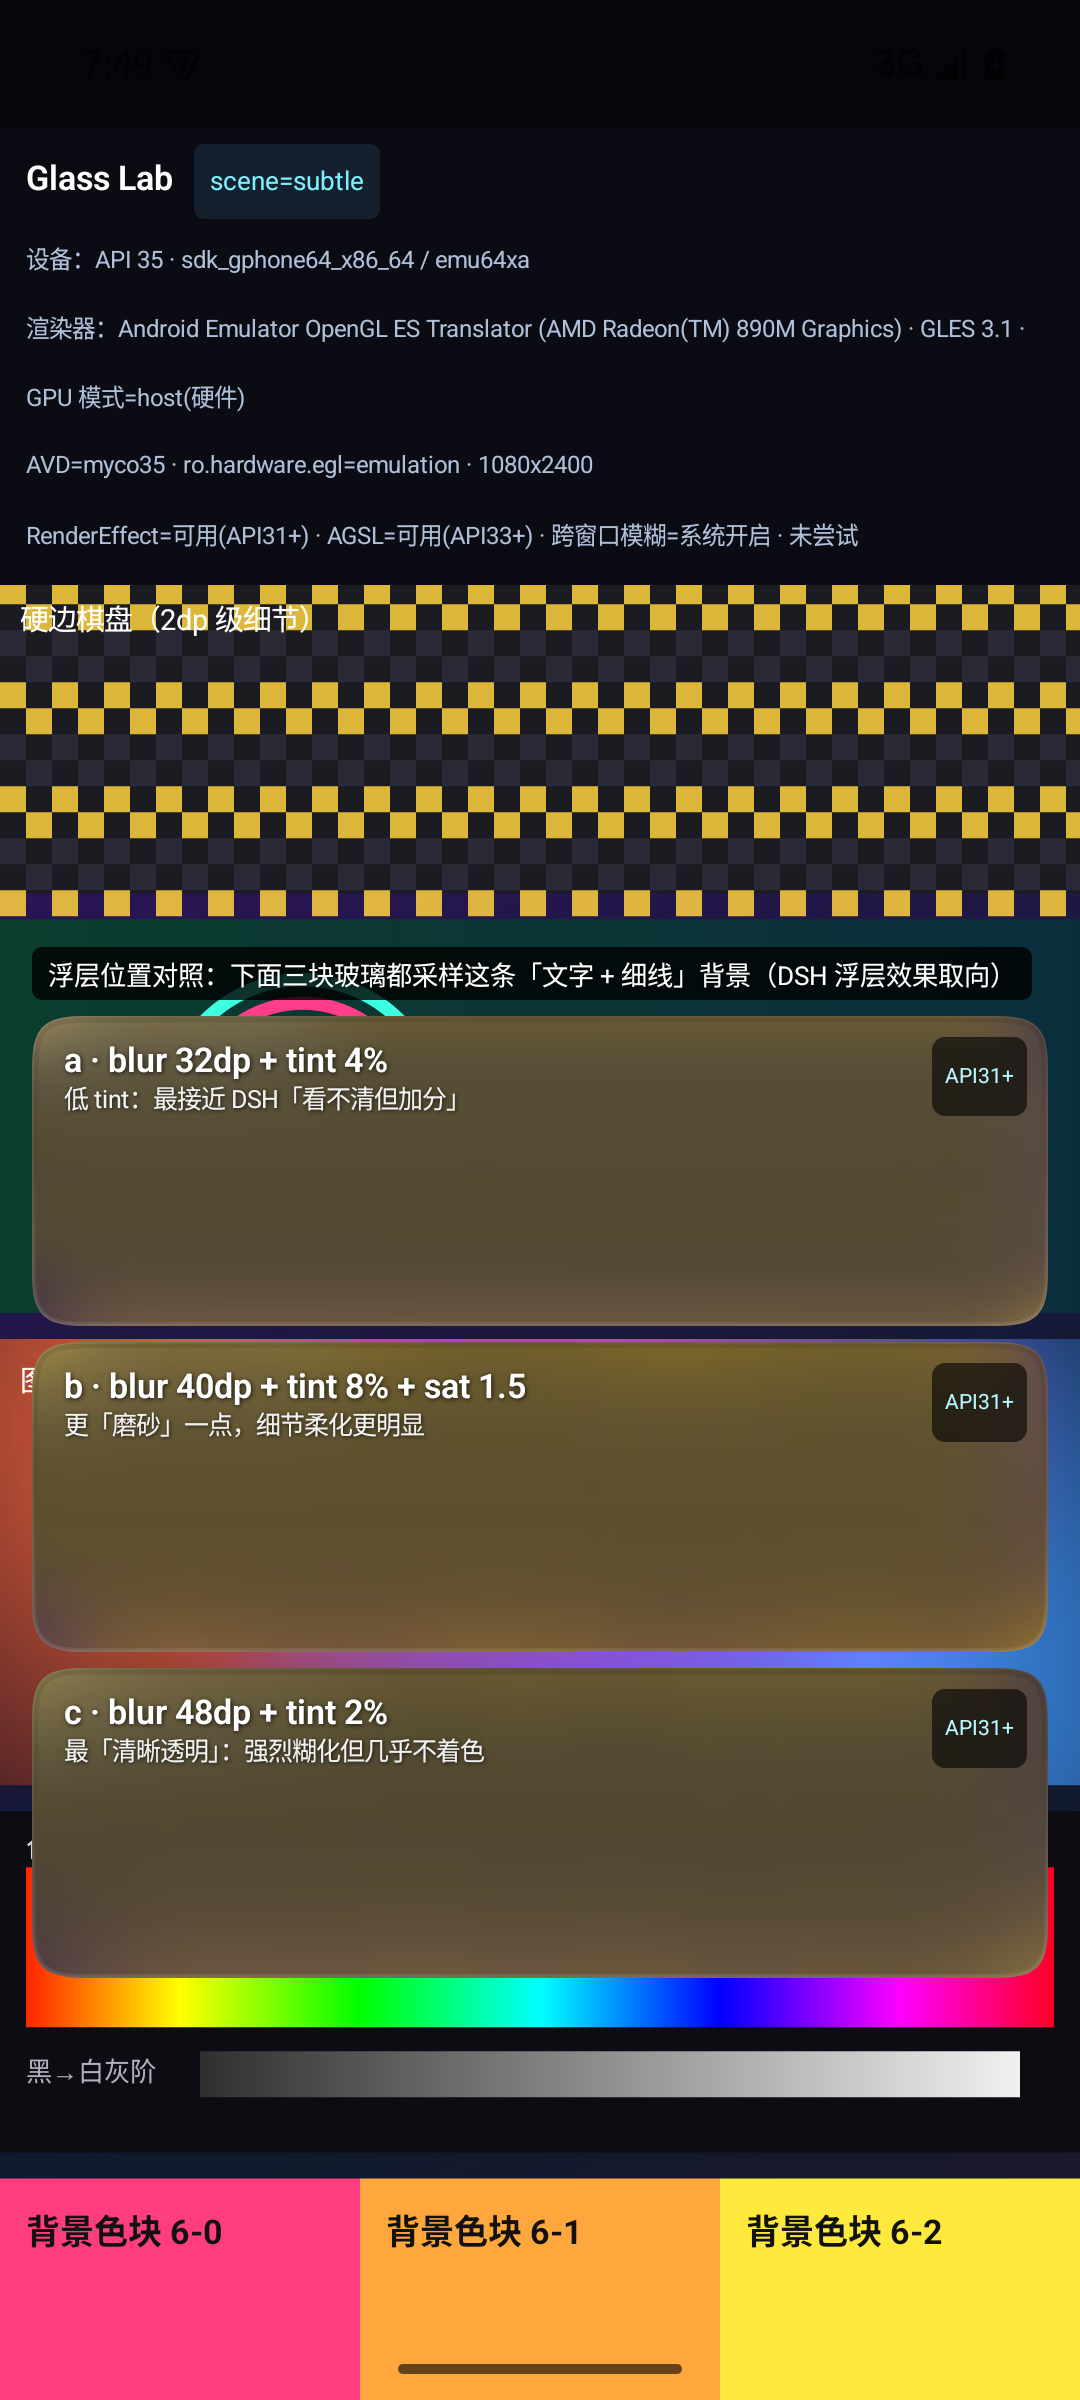 7:49
3G
Glass Lab
scene=subtle
设备：API 35 · sdk_gphone64_x86_64 / emu64xa
渲染器：Android Emulator OpenGL ES Translator (AMD Radeon(TM) 890M Graphics) · GLES 3.1 ·
GPU 模式=host(硬件)
AVD=myco35 · ro.hardware.egl=emulation · 1080x2400
RenderEffect=可用(API31+) · AGSL=可用(API33+) · 跨窗口模糊=系统开启 · 未尝试
硬边棋盘（2dp 级细节）
浮层位置对照：下面三块玻璃都采样这条「文字 + 细线」背景（DSH 浮层效果取向）
a · blur 32dp + tint 4%
API31+
低 tint：最接近 DSH「看不清但加分」
b · blur 40dp + tint 8% + sat 1.5
API31+
更「磨砂」一点，细节柔化更明显
c · blur 48dp + tint 2%
API31+
最「清晰透明」：强烈糊化但几乎不着色
黑→白灰阶
背景色块 6-0
背景色块 6-1
背景色块 6-2